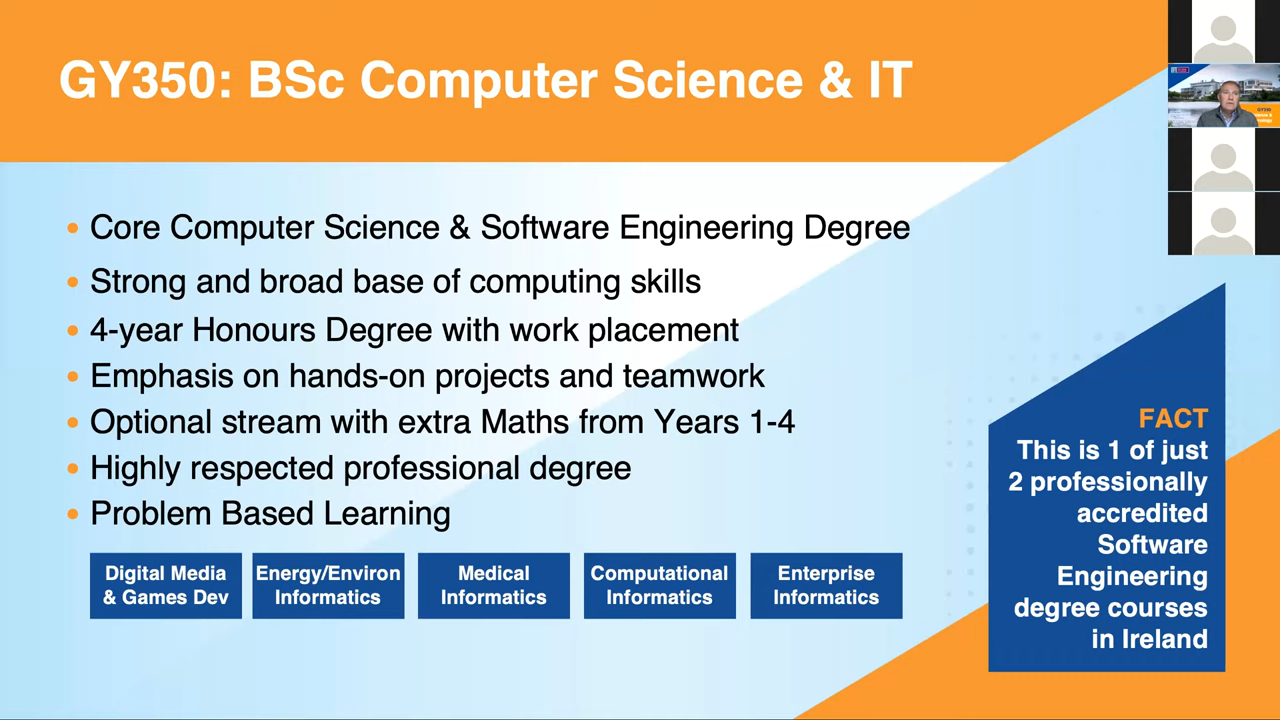 GY350: BSc Computer Science & IT
Core Computer Science & Software Engineering Degree
Strong and broad base of computing skills
4-year Honours Degree with work placement
Emphasis on hands-on projects and teamwork
Optional stream with extra Maths from Years 1-4
Highly respected professional degree
Problem Based Learning
Digital Media
& Games Dev
Energy/Environ
Informatics
Medical
Informatics
Computational
Informatics
Enterprise
Informatics
FACT
This is 1 of just
2 professionally
accredited
Software
Engineering
degree courses
in Ireland